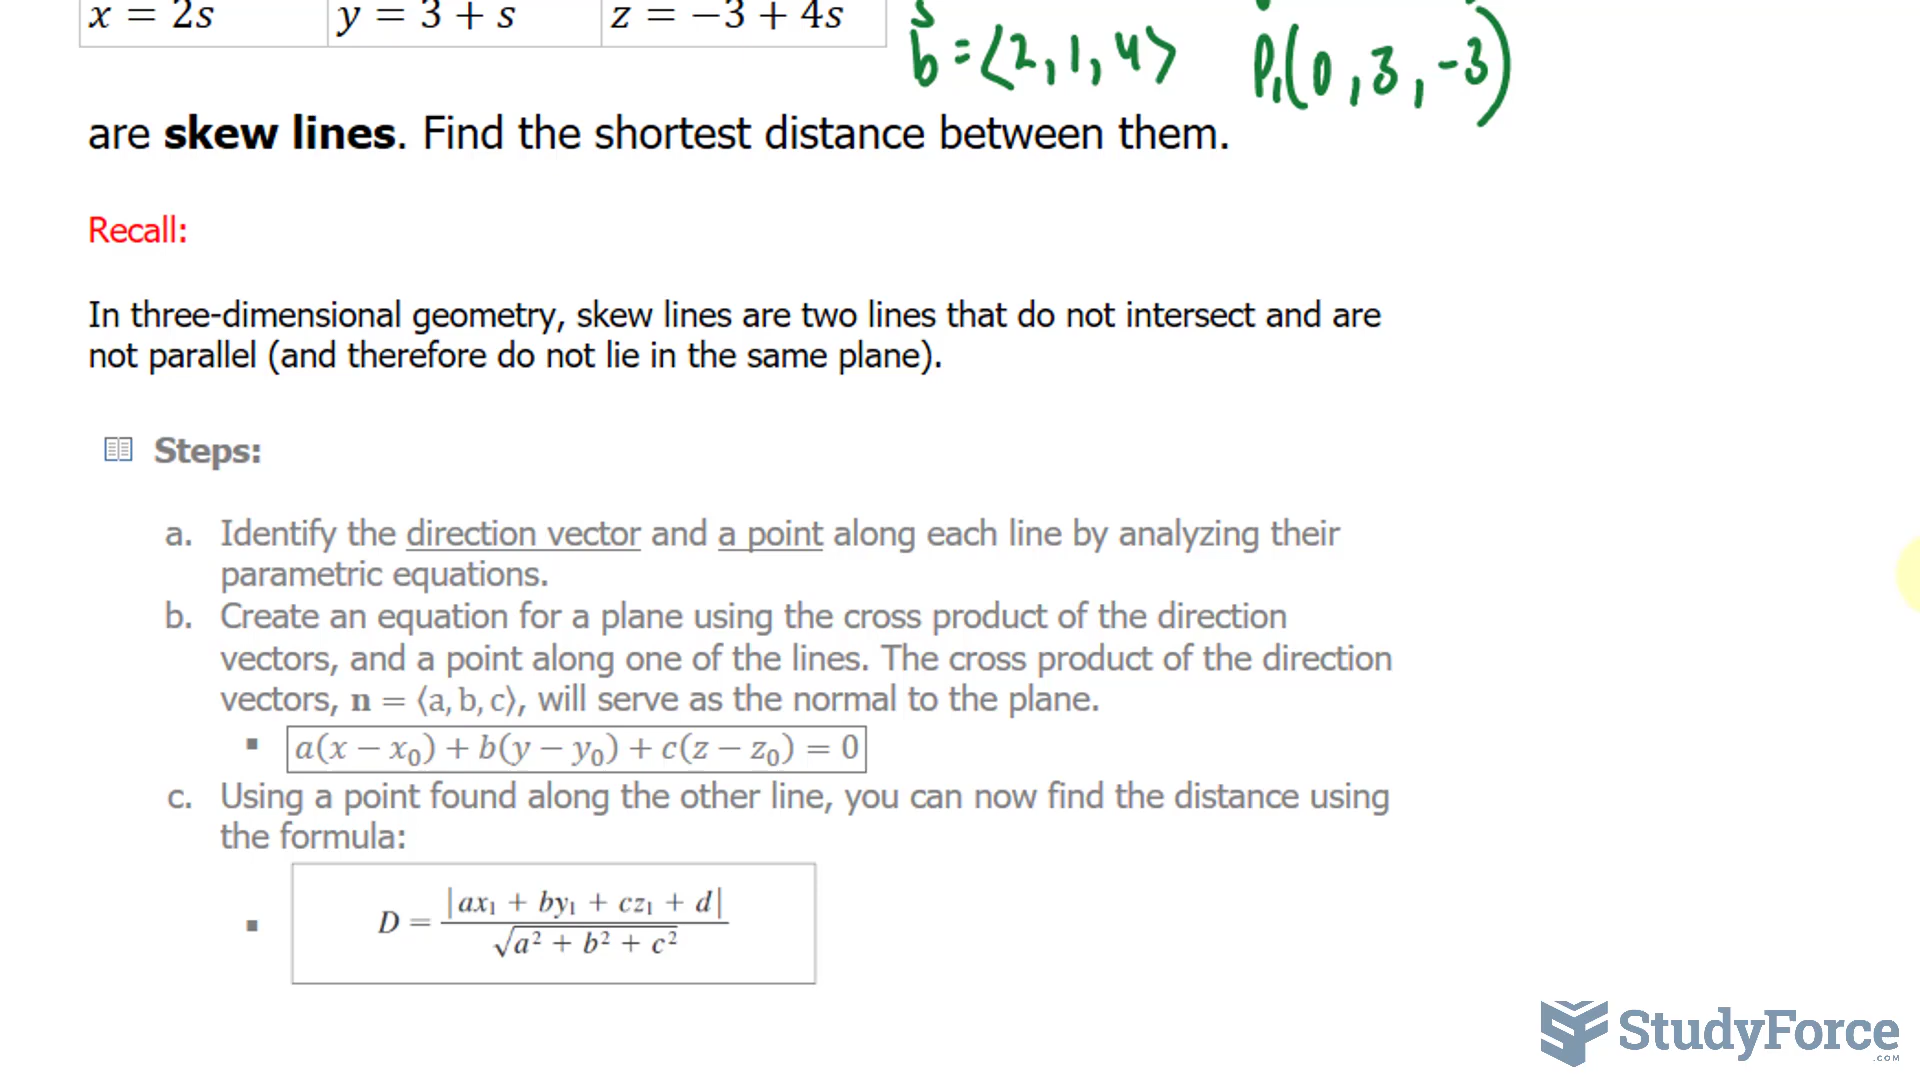 x = 2s y = 3 + s z = −3 + 4s
b = ⟨2, 1, 4⟩ P₁(0, 3, -3)
are skew lines. Find the shortest distance between them.
Recall:
In three-dimensional geometry, skew lines are two lines that do not intersect and are
not parallel (and therefore do not lie in the same plane).
Steps:
a. Identify the direction vector and a point along each line by analyzing their
parametric equations.
b. Create an equation for a plane using the cross product of the direction
vectors, and a point along one of the lines. The cross product of the direction
vectors, n = ⟨a, b, c⟩, will serve as the normal to the plane.
▪ a(x − x₀) + b(y − y₀) + c(z − z₀) = 0
c. Using a point found along the other line, you can now find the distance using
the formula:
▪ D = |ax₁ + by₁ + cz₁ + d| / √a² + b² + c²
StudyForce
.COM